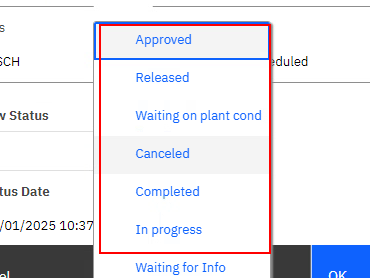 Approved
SCH
eduled
Released
w Status
Waiting on plant cond
Canceled
tus Date
Completed
/01/2025 10:37
In progress
Waiting for Info
OK